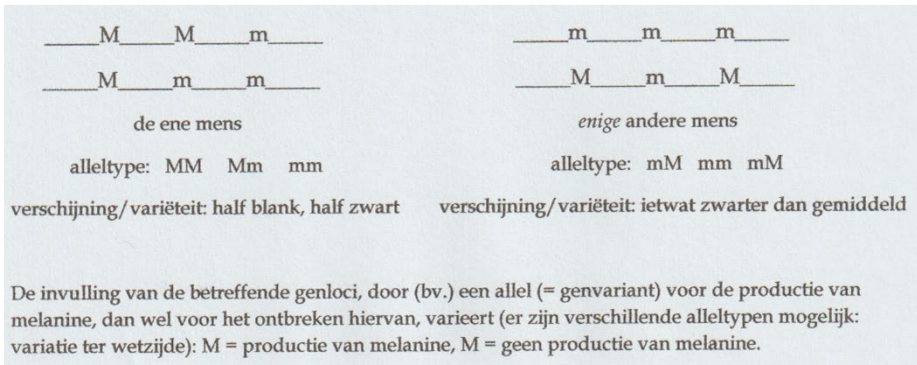 _____M_____M_____m_____
_____m_____m_____m_____
_____M_____m_____m_____
_____M_____m_____M_____
de ene mens
enige andere mens
alleltype: MM Mm mm
alleltype: mM mm mM
verschijning/variëteit: half blank, half zwart
verschijning/variëteit: ietwat zwarter dan gemiddeld
De invulling van de betreffende genloci, door (bv.) een allel (= genvariant) voor de productie van
melanine, dan wel voor het ontbreken hiervan, varieert (er zijn verschillende alleltypen mogelijk:
variatie ter wetzijde): M = productie van melanine, M = geen productie van melanine.